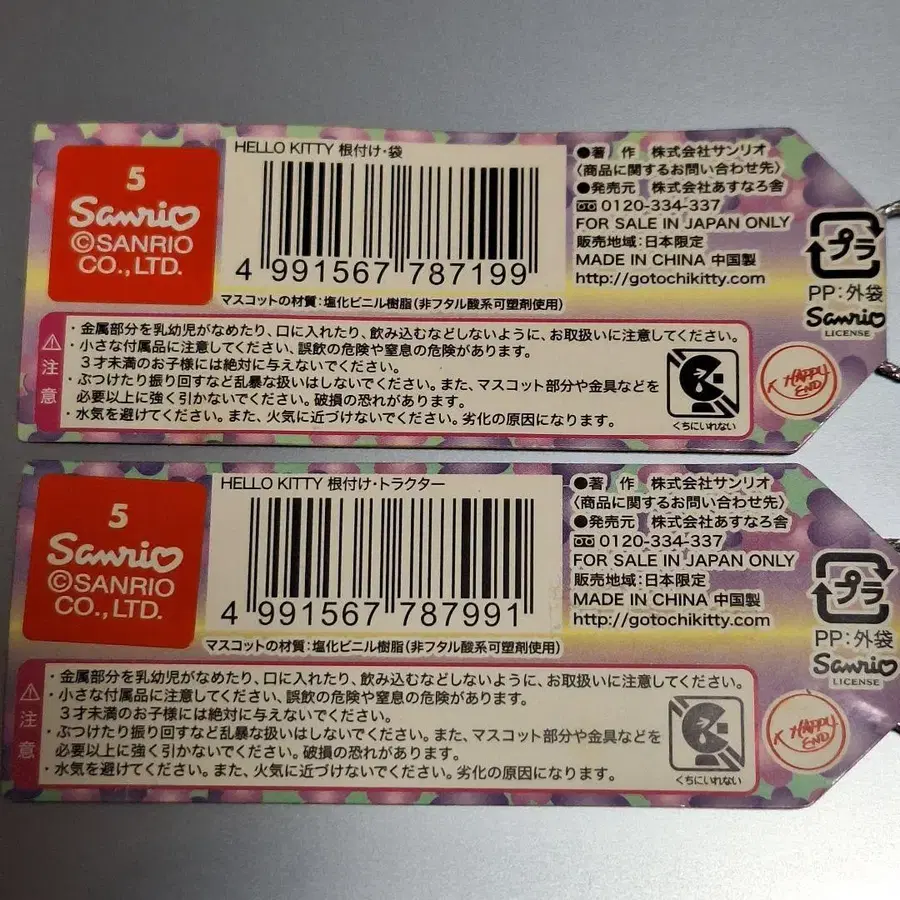 5
Sanrio
©SANRIO
CO.,LTD.
HELLO KITTY 根付け・袋
4 991567 787199
マスコットの材質:塩化ビニル樹脂(非フタル酸系可塑剤使用)
●著 作 株式会社サンリオ
〈商品に関するお問い合わせ先〉
●発売元 株式会社あすなろ舎
0120-334-337
FOR SALE IN JAPAN ONLY
販売地域:日本限定
MADE IN CHINA 中国製
http://gotochikitty.com
プラ
PP:外袋
Sanrio
LICENSE
注意
・金属部分を乳幼児がなめたり、口に入れたり、飲み込むなどしないように、お取扱いに注意してください。
・小さな付属品に注意してください、誤飲の危険や窒息の危険があります。
3才未満のお子様には絶対に与えないでください。
・ぶつけたり振り回すなど乱暴な扱いはしないでください。また、マスコット部分や金具などを
必要以上に強く引かないでください。破損の恐れがあります。
・水気を避けてください。また、火気に近づけないでください。劣化の原因になります。
くちにいれない
HAPPY
END
5
Sanrio
©SANRIO
CO.,LTD.
HELLO KITTY 根付け・トラクター
4 991567 787991
マスコットの材質:塩化ビニル樹脂(非フタル酸系可塑剤使用)
●著 作 株式会社サンリオ
〈商品に関するお問い合わせ先〉
●発売元 株式会社あすなろ舎
0120-334-337
FOR SALE IN JAPAN ONLY
販売地域:日本限定
MADE IN CHINA 中国製
http://gotochikitty.com
プラ
PP:外袋
Sanrio
LICENSE
注意
・金属部分を乳幼児がなめたり、口に入れたり、飲み込むなどしないように、お取扱いに注意してください。
・小さな付属品に注意してください、誤飲の危険や窒息の危険があります。
3才未満のお子様には絶対に与えないでください。
・ぶつけたり振り回すなど乱暴な扱いはしないでください。また、マスコット部分や金具などを
必要以上に強く引かないでください。破損の恐れがあります。
・水気を避けてください。また、火気に近づけないでください。劣化の原因になります。
くちにいれない
HAPPY
END